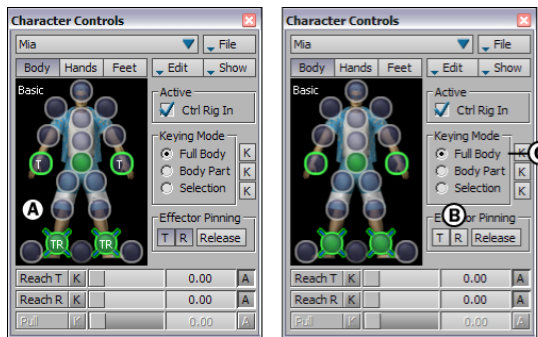 Character Controls
Mia File
Body Hands Feet Edit Show
Basic
Active
Ctrl Rig In
Keying Mode
Full Body K
Body Part K
Selection K
T T
A
Effector Pinning
T R Release
TR TR
Reach T K 0.00 A
Reach R K 0.00 A
Pull K 0.00 A
Character Controls
Mia File
Body Hands Feet Edit Show
Basic
Active
Ctrl Rig In
Keying Mode
Full Body K
Body Part K
Selection K
B
Pinning
T R Release
Reach T K 0.00 A
Reach R K 0.00 A
Pull K 0.00 A